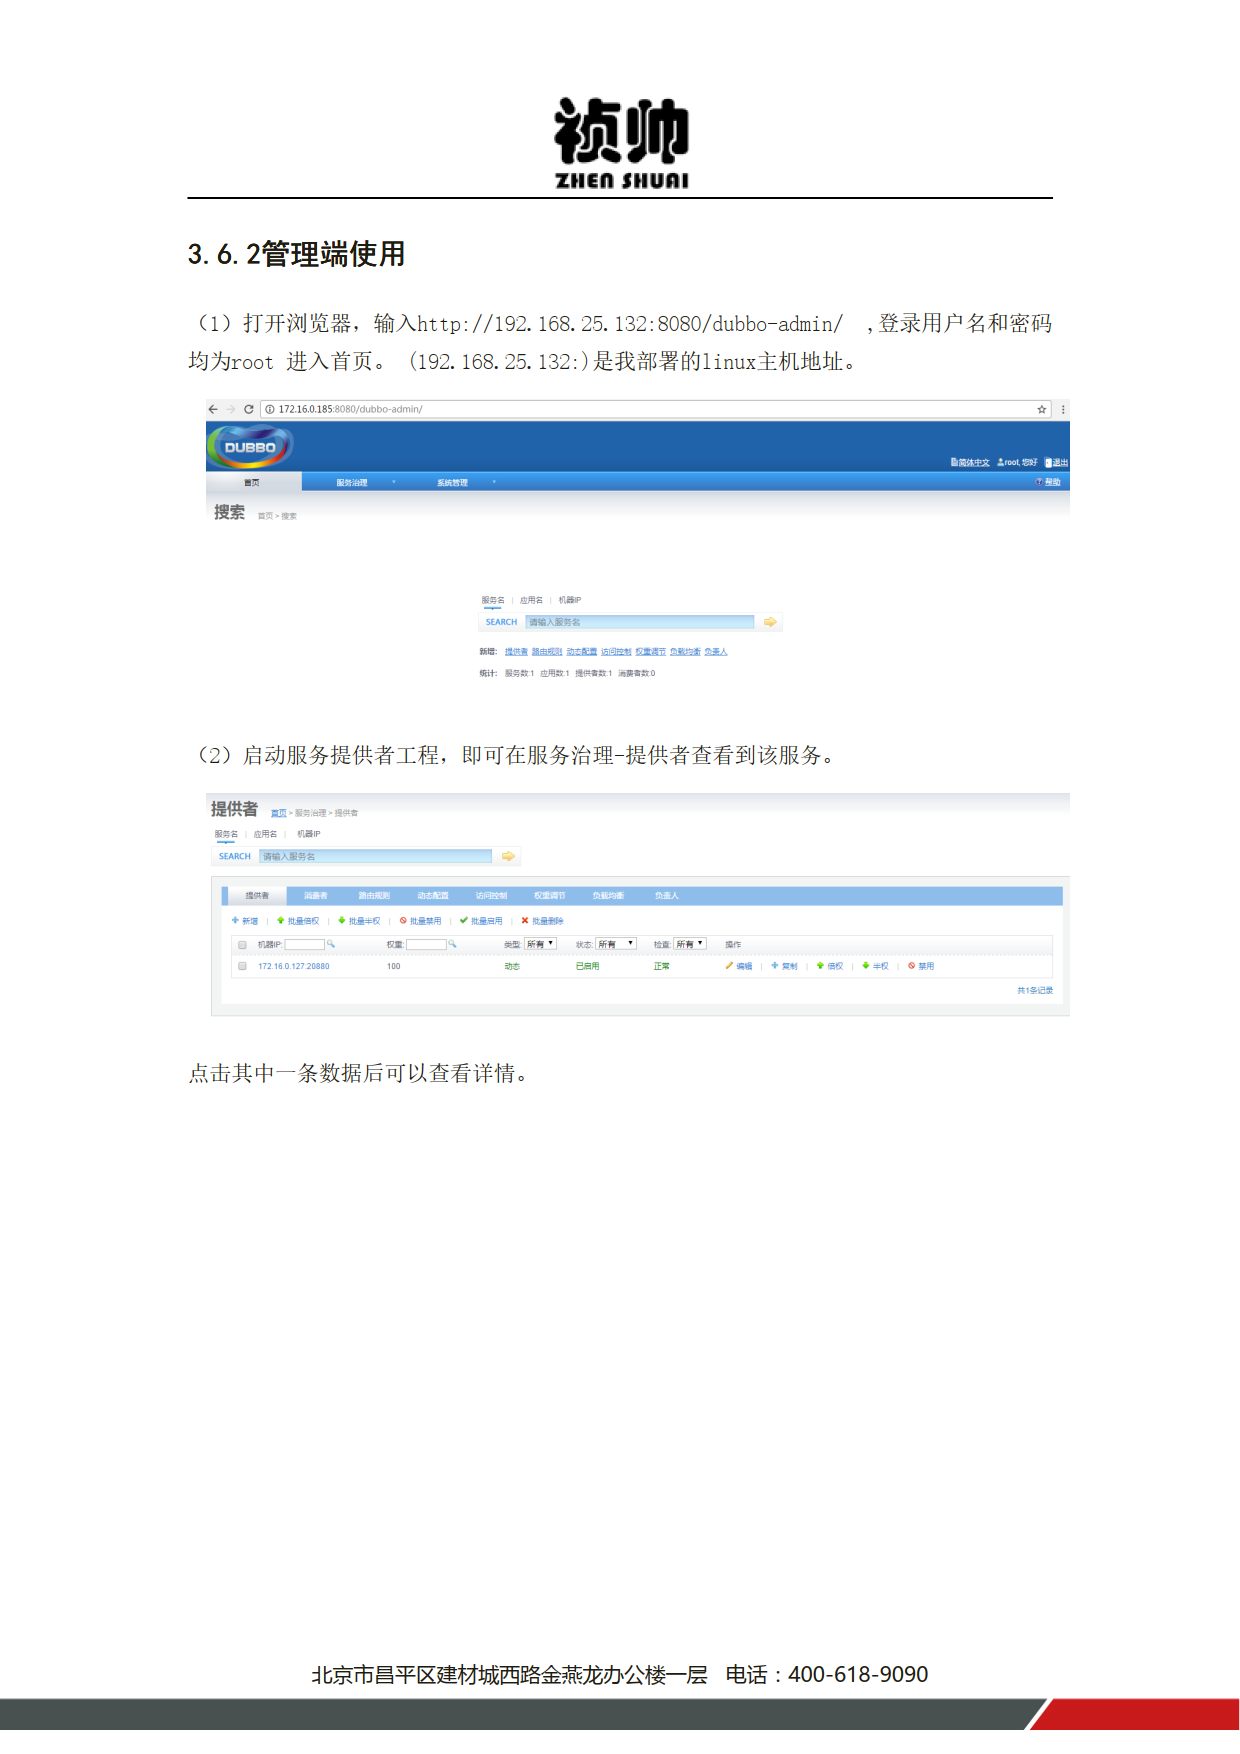 祯帅
ZHEN SHUAI
3.6.2管理端使用
（1）打开浏览器，输入http://192.168.25.132:8080/dubbo-admin/ ,登录用户名和密码
均为root 进入首页。 (192.168.25.132:)是我部署的linux主机地址。
172.16.0.185:8080/dubbo-admin/
DUBBO
简体中文 root, 您好 退出
首页 服务治理 系统管理 帮助
搜索 首页 > 搜索
服务名 | 应用名 | 机器IP
SEARCH 请输入服务名
新增: 提供者 路由规则 动态配置 访问控制 权重调节 负载均衡 负责人
统计: 服务数:1 应用数:1 提供者数:1 消费者数:0
（2）启动服务提供者工程，即可在服务治理-提供者查看到该服务。
提供者 首页 > 服务治理 > 提供者
服务名 | 应用名 | 机器IP
SEARCH 请输入服务名
提供者 消费者 路由规则 动态配置 访问控制 权重调节 负载均衡 负责人
新增 | 批量倍权 | 批量半权 | 批量禁用 | 批量启用 | 批量删除
机器IP: 权重: 类型: 所有 状态: 所有 检查: 所有 操作
172.16.0.127:20880 100 动态 已启用 正常 编辑 | 复制 | 倍权 | 半权 | 禁用
共1条记录
点击其中一条数据后可以查看详情。
北京市昌平区建材城西路金燕龙办公楼一层 电话：400-618-9090